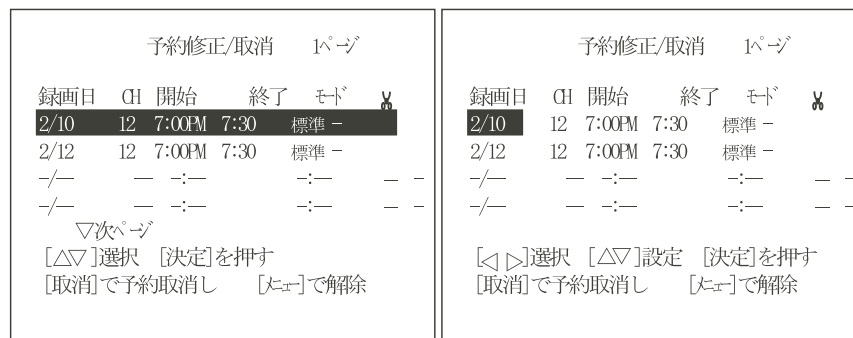 予約修正/取消 1ページ
録画日 CH 開始 終了 モード
2/10 12 7:00PM 7:30 標準 −
2/12 12 7:00PM 7:30 標準 −
−/−− −− −:−− −:−− − −
−/−− −− −:−− −:−− − −
▽次ページ
[△▽]選択 [決定]を押す
[取消]で予約取消し [メニュー]で解除
予約修正/取消 1ページ
録画日 CH 開始 終了 モード
2/10 12 7:00PM 7:30 標準 −
2/12 12 7:00PM 7:30 標準 −
−/−− −− −:−− −:−− − −
−/−− −− −:−− −:−− − −
[◁ ▷]選択 [△▽]設定 [決定]を押す
[取消]で予約取消し [メニュー]で解除